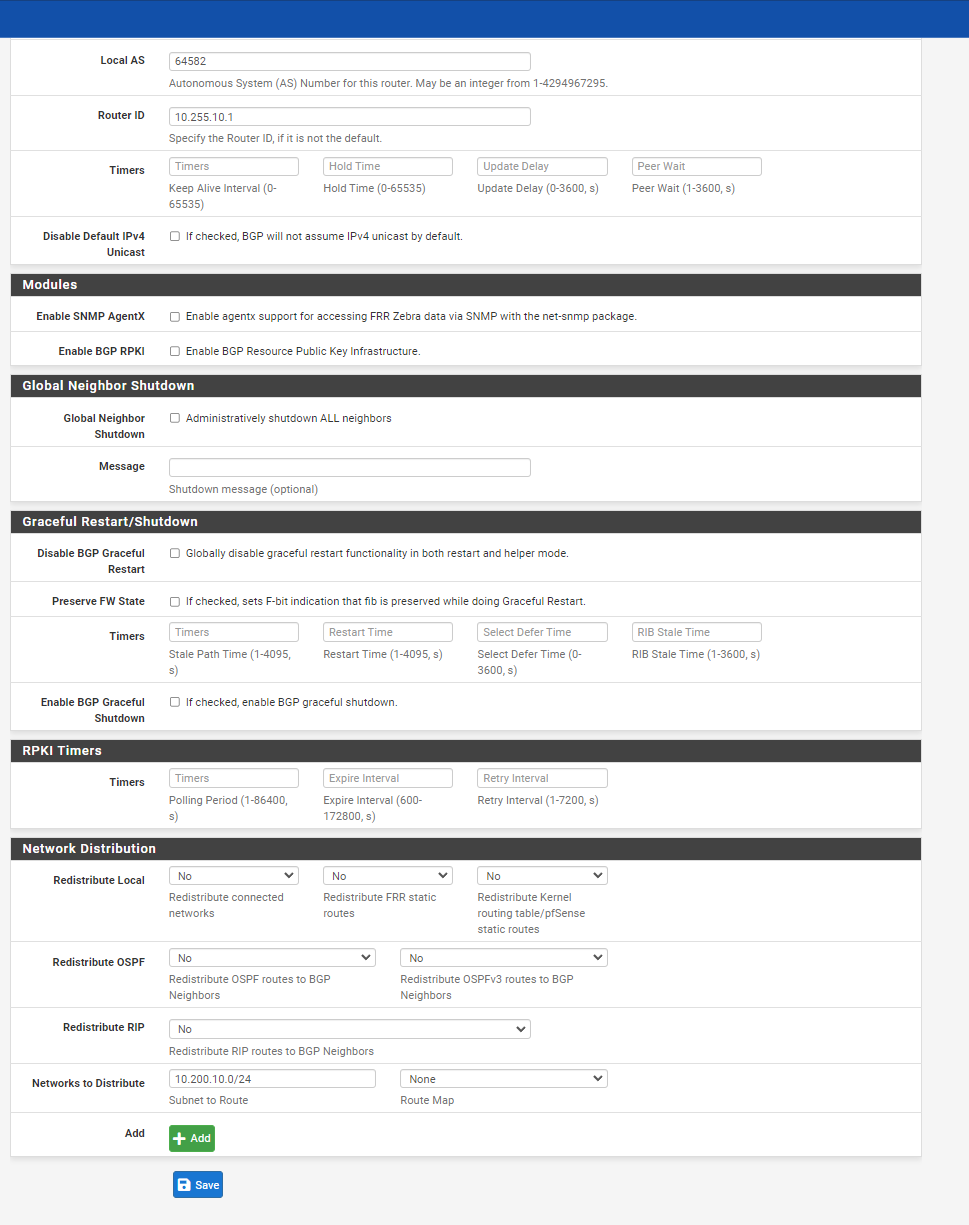 Local AS
64582
Autonomous System (AS) Number for this router. May be an integer from 1-4294967295.
Router ID
10.255.10.1
Specify the Router ID, if it is not the default.
Timers
Timers
Hold Time
Update Delay
Peer Wait
Keep Alive Interval (0-
65535)
Hold Time (0-65535)
Update Delay (0-3600, s)
Peer Wait (1-3600, s)
Disable Default IPv4
Unicast
If checked, BGP will not assume IPv4 unicast by default.
Modules
Enable SNMP AgentX
Enable agentx support for accessing FRR Zebra data via SNMP with the net-snmp package.
Enable BGP RPKI
Enable BGP Resource Public Key Infrastructure.
Global Neighbor Shutdown
Global Neighbor
Shutdown
Administratively shutdown ALL neighbors
Message
Shutdown message (optional)
Graceful Restart/Shutdown
Disable BGP Graceful
Restart
Globally disable graceful restart functionality in both restart and helper mode.
Preserve FW State
If checked, sets F-bit indication that fib is preserved while doing Graceful Restart.
Timers
Timers
Restart Time
Select Defer Time
RIB Stale Time
Stale Path Time (1-4095,
s)
Restart Time (1-4095, s)
Select Defer Time (0-
3600, s)
RIB Stale Time (1-3600, s)
Enable BGP Graceful
Shutdown
If checked, enable BGP graceful shutdown.
RPKI Timers
Timers
Timers
Expire Interval
Retry Interval
Polling Period (1-86400,
s)
Expire Interval (600-
172800, s)
Retry Interval (1-7200, s)
Network Distribution
Redistribute Local
No
No
No
Redistribute connected
networks
Redistribute FRR static
routes
Redistribute Kernel
routing table/pfSense
static routes
Redistribute OSPF
No
No
Redistribute OSPF routes to BGP
Neighbors
Redistribute OSPFv3 routes to BGP
Neighbors
Redistribute RIP
No
Redistribute RIP routes to BGP Neighbors
Networks to Distribute
10.200.10.0/24
None
Subnet to Route
Route Map
Add
Add
Save